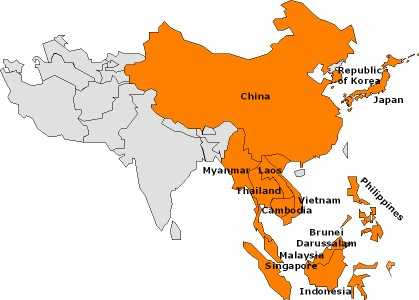 Republic
of Korea
China
Japan
Myanmar
Laos
Thailand
Philippines
Vietnam
Cambodia
Brunei
Darussalam
Malaysia
Singapore
Indonesia